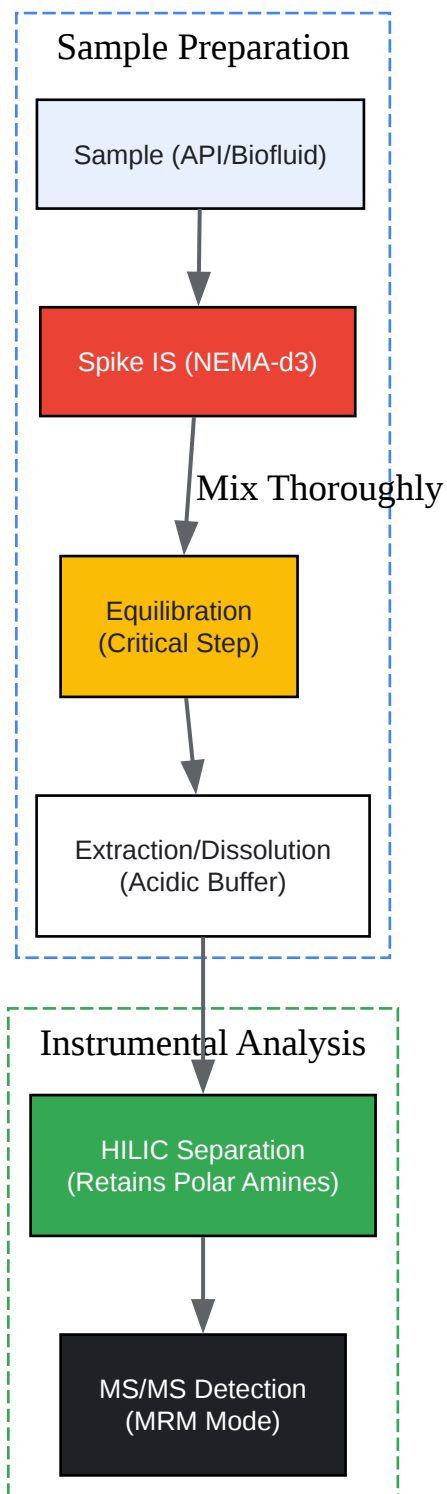 Sample Preparation
Sample (API/Biofluid)
Spike IS (NEMA-d3)
Mix Thoroughly
Equilibration
(Critical Step)
Extraction/Dissolution
(Acidic Buffer)
Instrumental Analysis
HILIC Separation
(Retains Polar Amines)
MS/MS Detection
(MRM Mode)